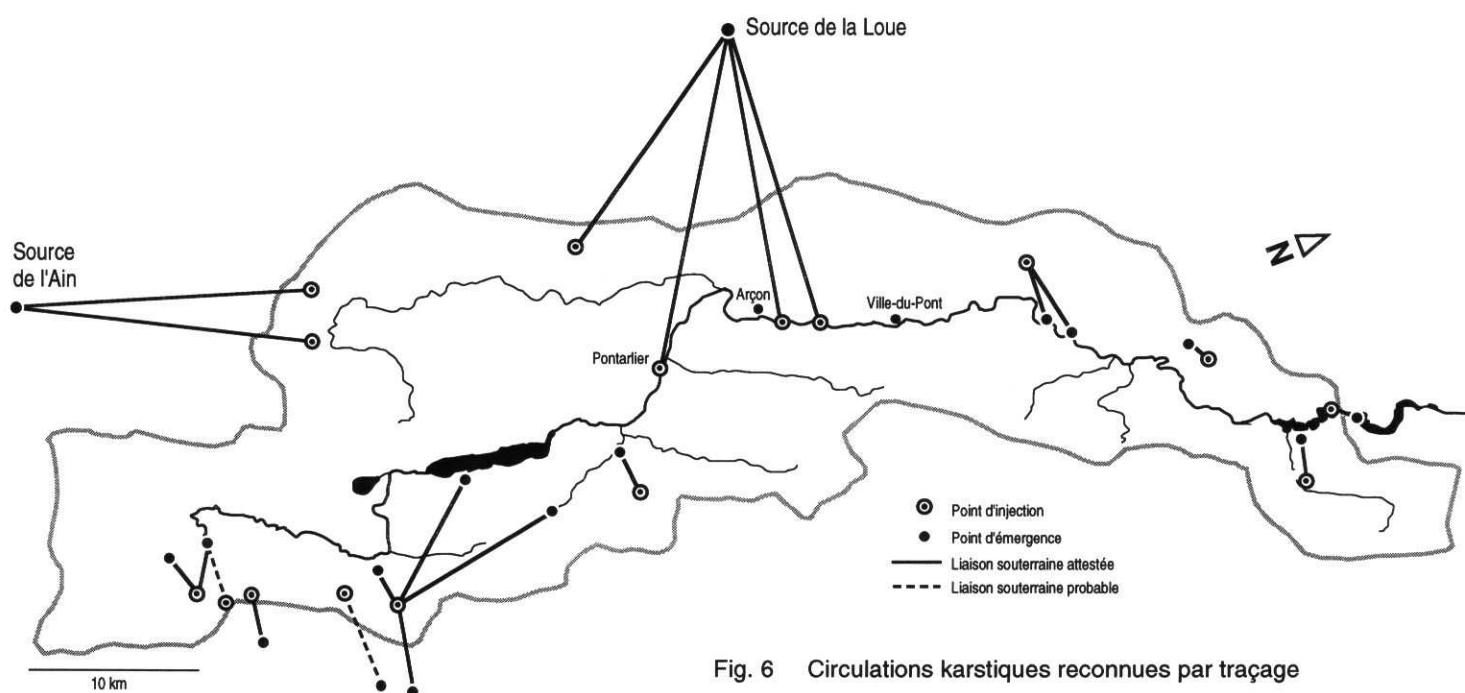 Source de la Loue
Source
de l'Ain
N
Arçon
Ville-du-Pont
Pontarlier
Point d'injection
Point d'émergence
Liaison souterraine attestée
Liaison souterraine probable
10 km
Fig. 6 Circulations karstiques reconnues par traçage